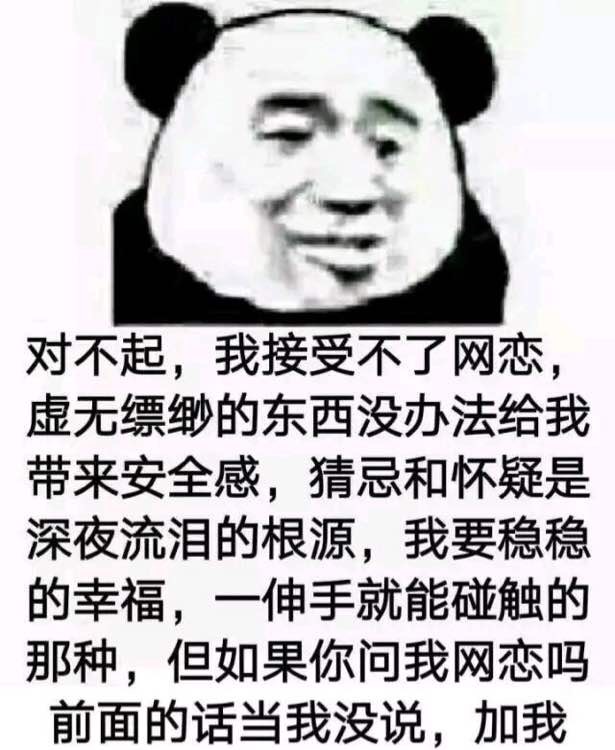 对不起，我接受不了网恋，
虚无缥缈的东西没办法给我
带来安全感，猜忌和怀疑是
深夜流泪的根源，我要稳稳
的幸福，一伸手就能碰触的
那种，但如果你问我网恋吗
前面的话当我没说，加我